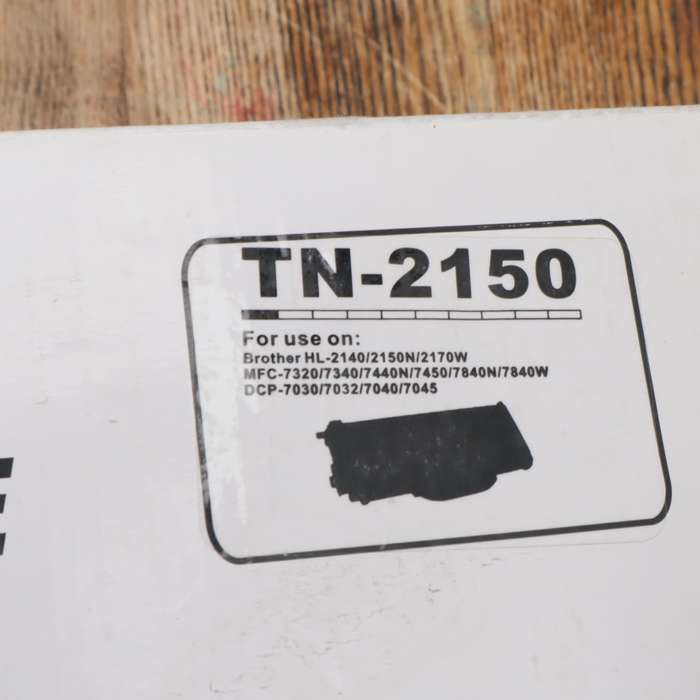 TN-2150
For use on:
Brother HL-2140/2150N/2170W
MFC-7320/7340/7440N/7450/7840N/7840W
DCP-7030/7032/7040/7045
E